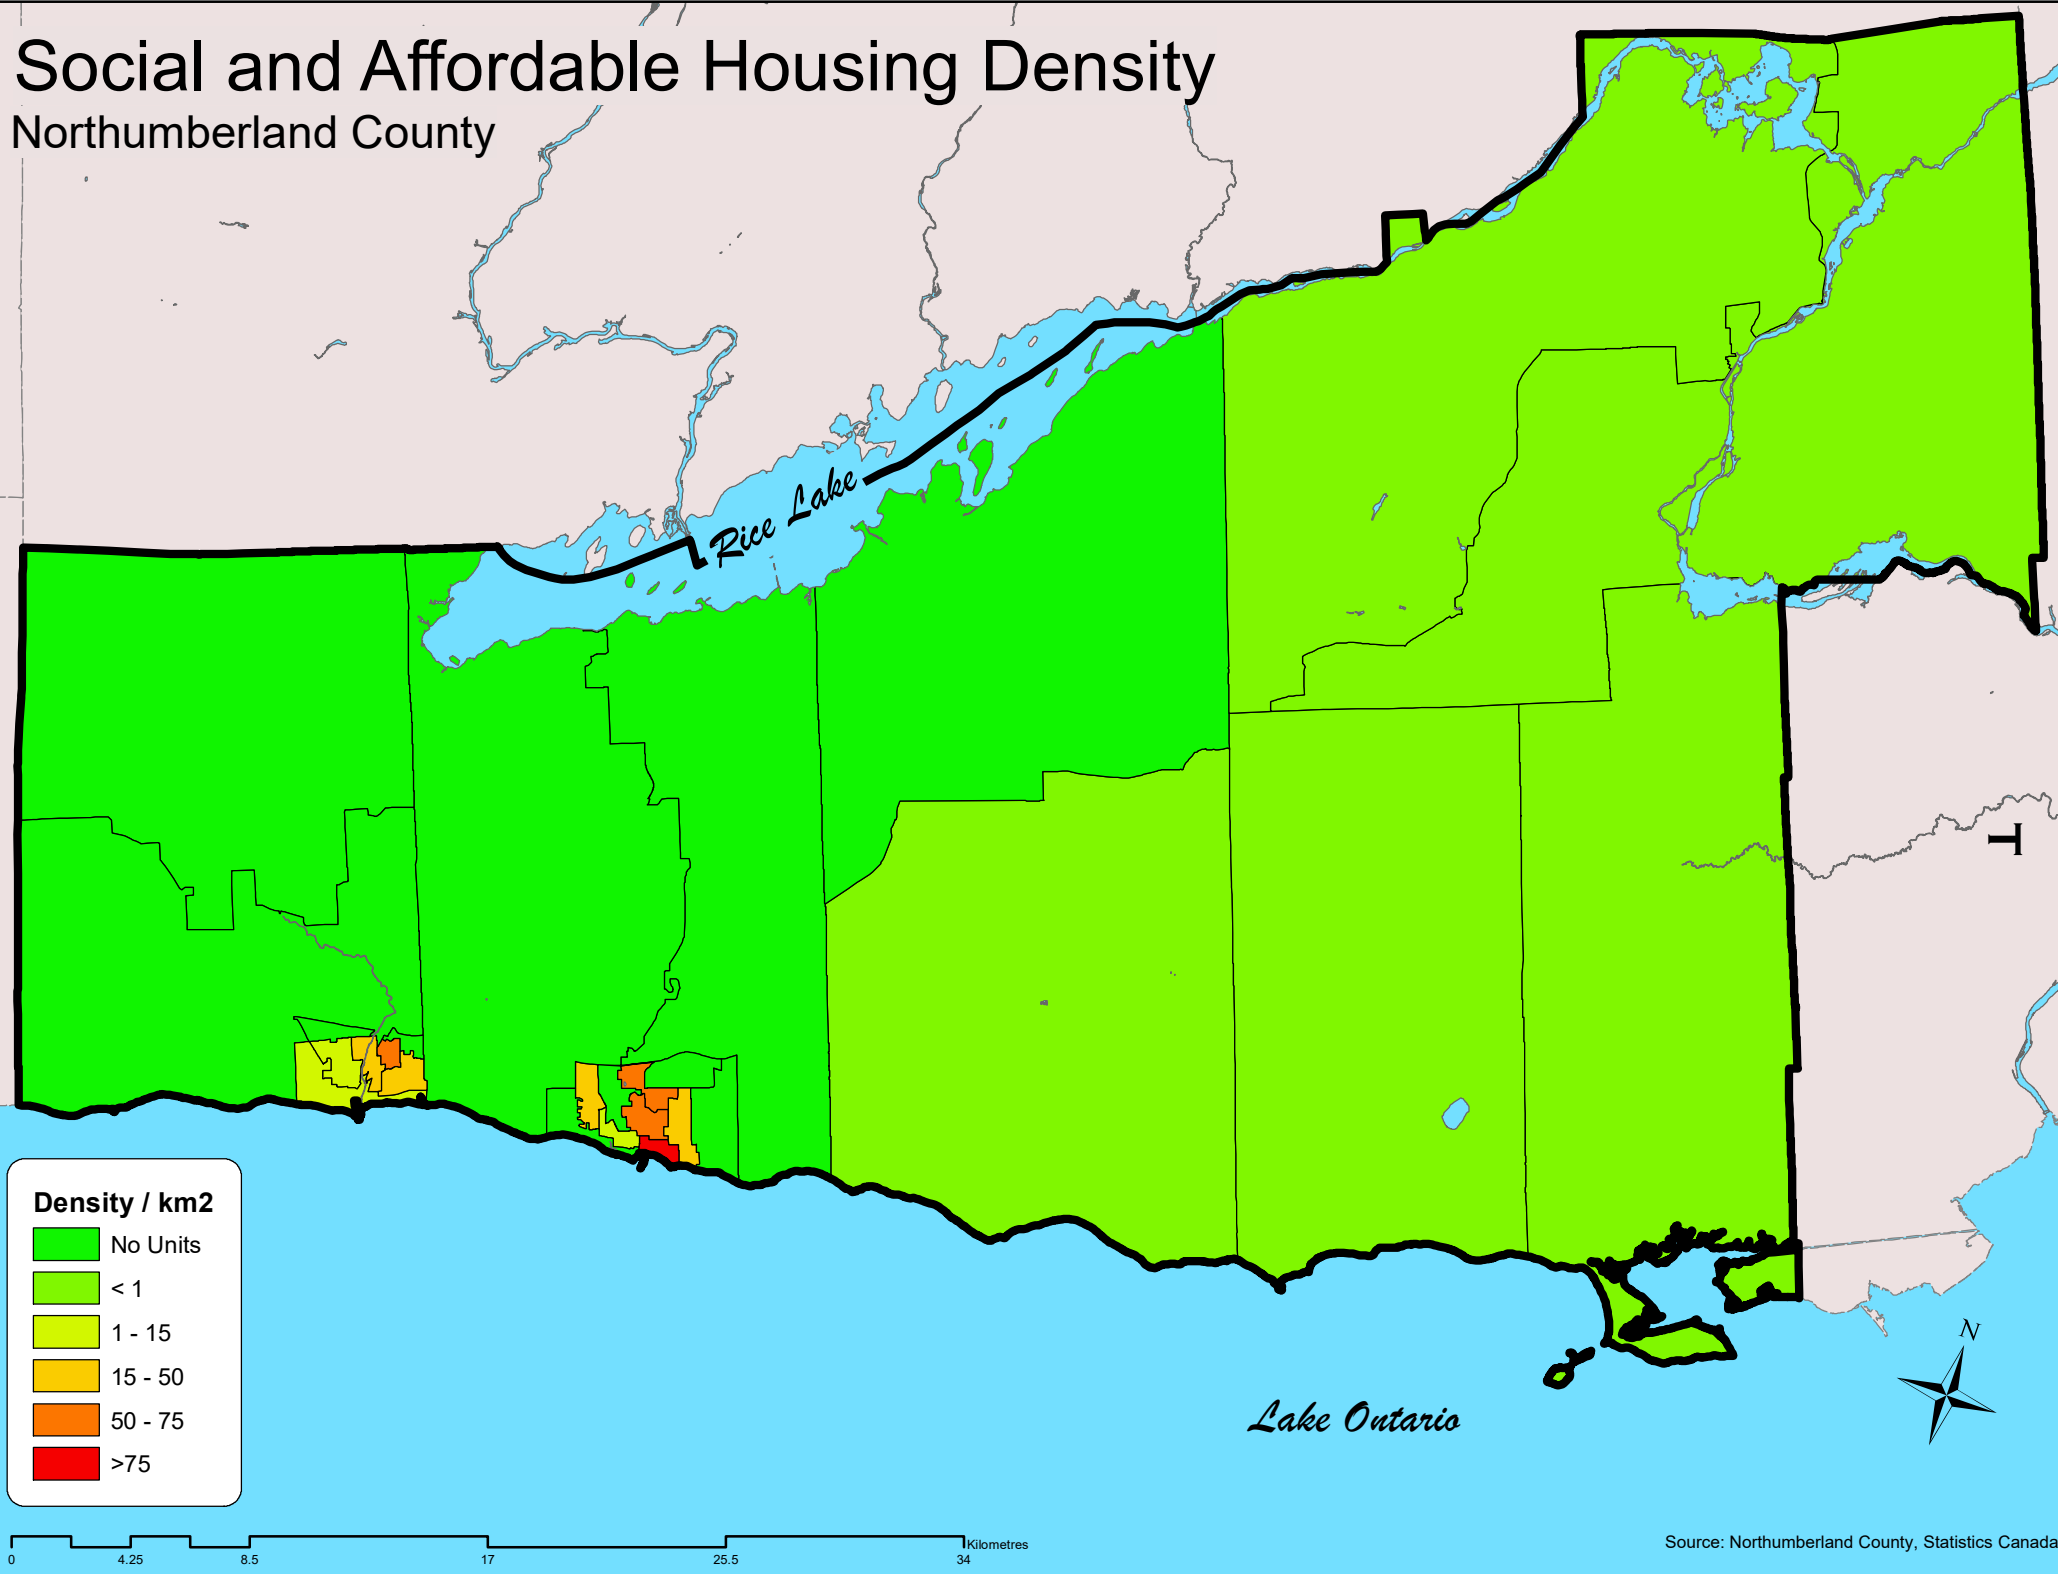 Social and Affordable Housing Density
Northumberland County
Rice Lake
T
Density / km2
No Units
< 1
1 - 15
15 - 50
50 - 75
>75
N
Lake Ontario
Kilometres
0 4.25 8.5 17 25.5 34
Source: Northumberland County, Statistics Canada